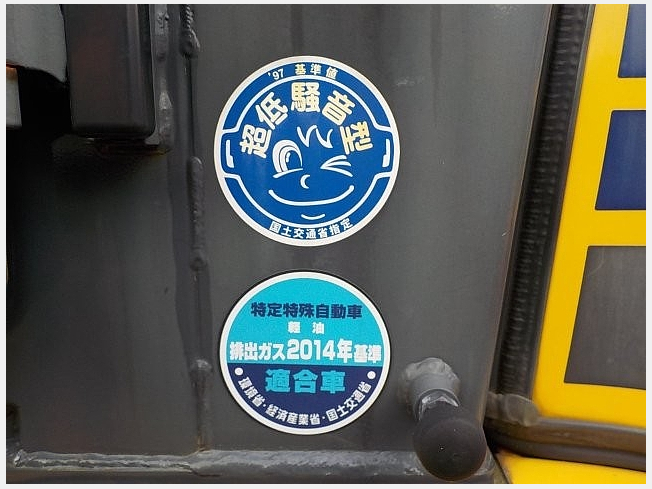 '97 基準値
超低騒音型
国土交通省指定
特定特殊自動車
軽油
排出ガス2014年基準
適合車
・環境省・経済産業省・国土交通省・